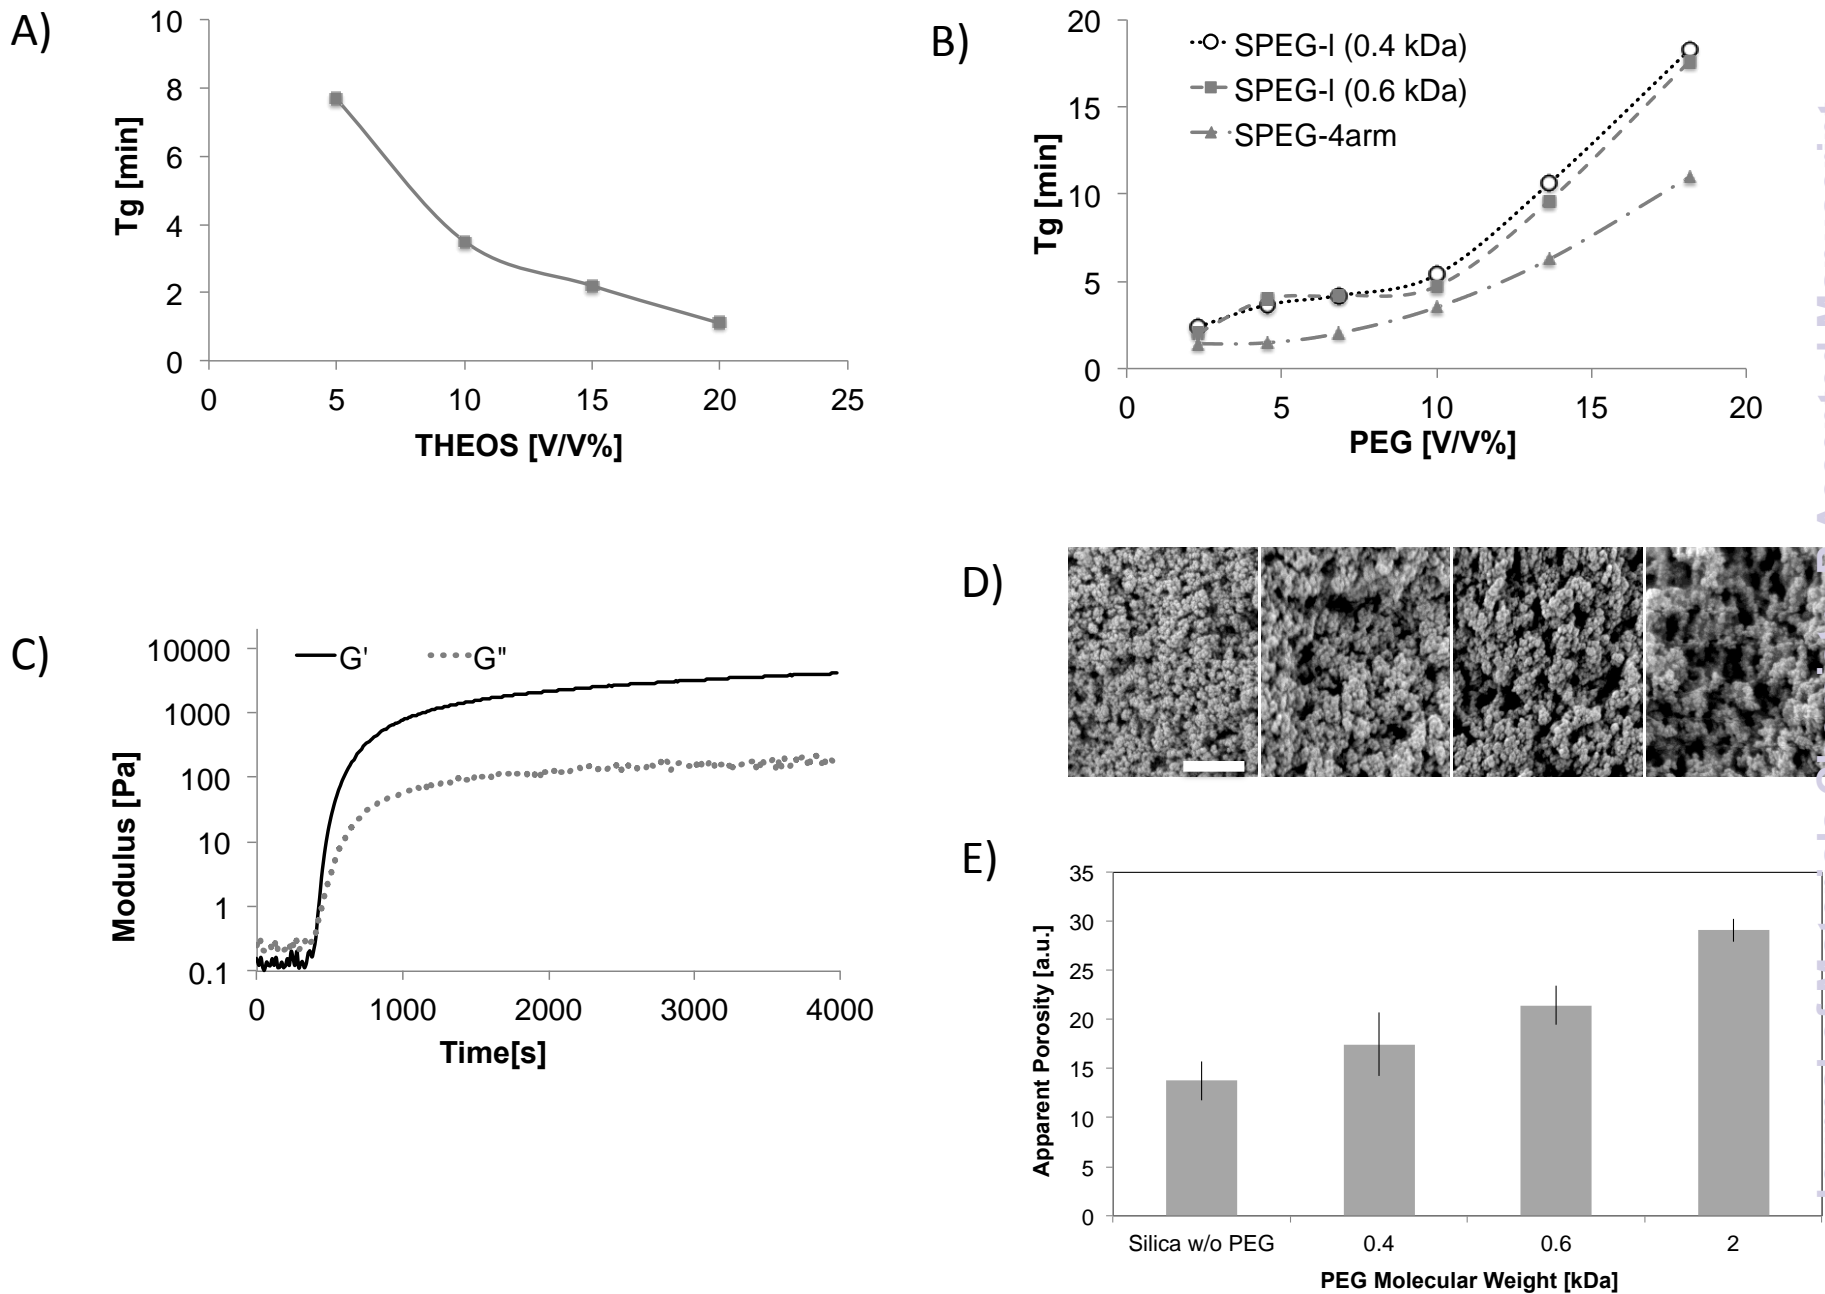 A)
10
8
6
4
2
0
Tg [min]
0 5 10 15 20 25
THEOS [V/V%]
B)
20
15
10
5
0
Tg [min]
SPEG-l (0.4 kDa)
SPEG-l (0.6 kDa)
SPEG-4arm
0 5 10 15 20
PEG [V/V%]
C)
10000
1000
100
10
1
0.1
Modulus [Pa]
G' G"
0 1000 2000 3000 4000
Time[s]
D)
E)
35
30
25
20
15
10
5
0
Apparent Porosity [a.u.]
Silica w/o PEG 0.4 0.6 2
PEG Molecular Weight [kDa]